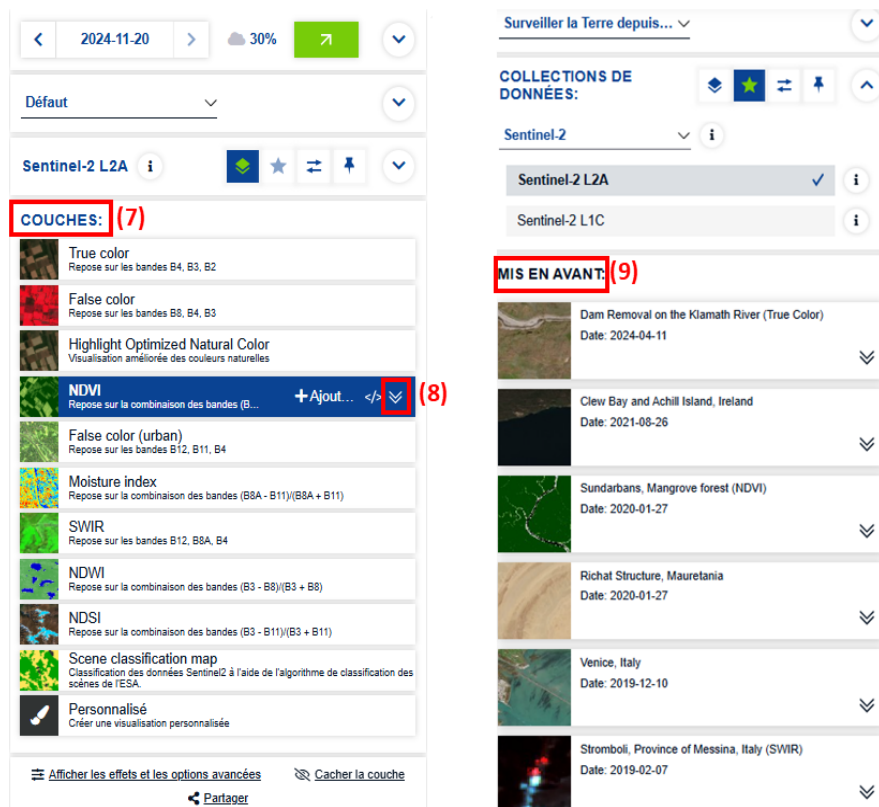 2024-11-20 30%
Défaut
Sentinel-2 L2A i
COUCHES: (7)
True color
Repose sur les bandes B4, B3, B2
False color
Repose sur les bandes B8, B4, B3
Highlight Optimized Natural Color
Visualisation améliorée des couleurs naturelles
NDVI
Repose sur la combinaison des bandes (B...
+ Ajout... </> (8)
False color (urban)
Repose sur les bandes B12, B11, B4
Moisture index
Repose sur la combinaison des bandes (B8A - B11)/(B8A + B11)
SWIR
Repose sur les bandes B12, B8A, B4
NDWI
Repose sur la combinaison des bandes (B3 - B8)/(B3 + B8)
NDSI
Repose sur la combinaison des bandes (B3 - B11)/(B3 + B11)
Scene classification map
Classification des données Sentinel2 à l'aide de l'algorithme de classification des
scènes de l'ESA.
Personnalisé
Créer une visualisation personnalisée
Afficher les effets et les options avancées Cacher la couche
Partager
Surveiller la Terre depuis...
COLLECTIONS DE
DONNÉES:
Sentinel-2 i
Sentinel-2 L2A i
Sentinel-2 L1C i
MIS EN AVANT: (9)
Dam Removal on the Klamath River (True Color)
Date: 2024-04-11
Clew Bay and Achill Island, Ireland
Date: 2021-08-26
Sundarbans, Mangrove forest (NDVI)
Date: 2020-01-27
Richat Structure, Mauretania
Date: 2020-01-27
Venice, Italy
Date: 2019-12-10
Stromboli, Province of Messina, Italy (SWIR)
Date: 2019-02-07